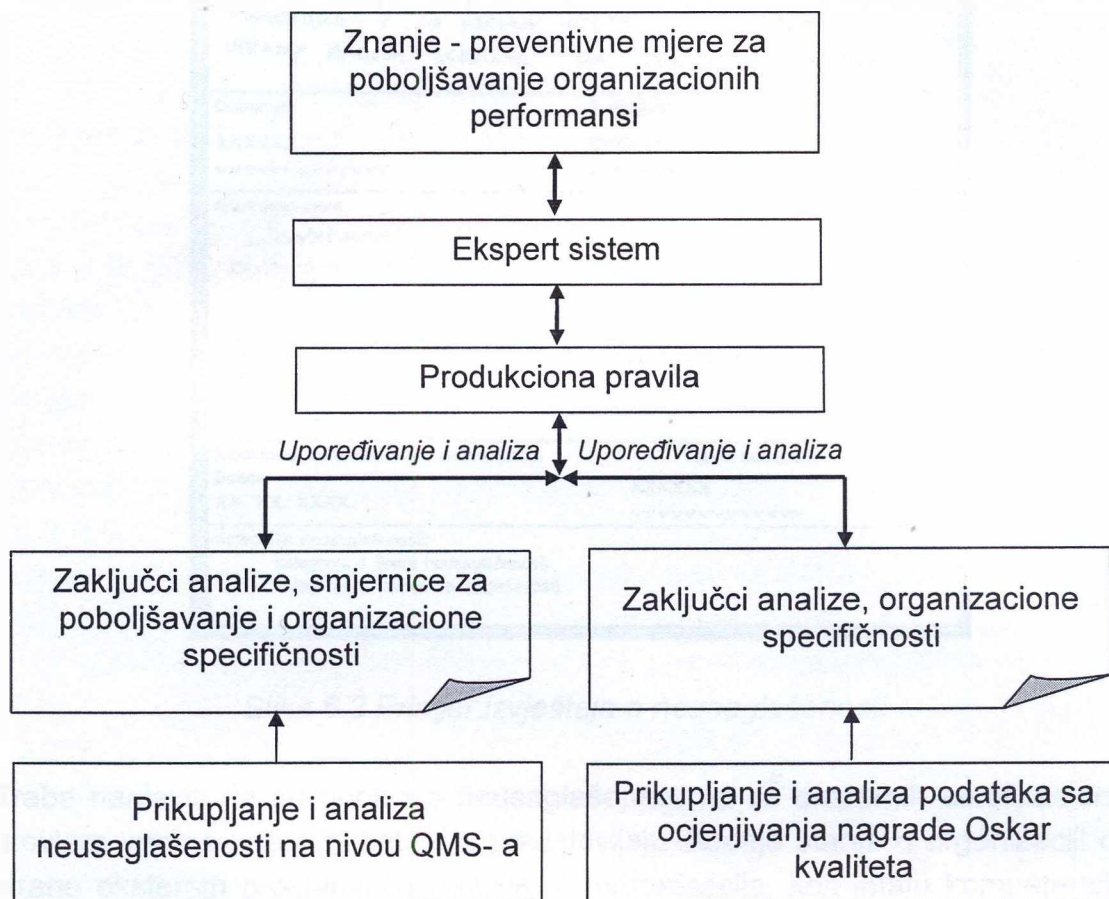 Znanje - preventivne mjere za
poboljšavanje organizacionih
performansi
Ekspert sistem
Produkciona pravila
Upoređivanje i analiza
Upoređivanje i analiza
Zaključci analize, smjernice za
poboljšavanje i organizacione
specifičnosti
Zaključci analize, organizacione
specifičnosti
Prikupljanje i analiza
neusaglašenosti na nivou QMS- a
Prikupljanje i analiza podataka sa
ocjenjivanja nagrade Oskar
kvaliteta